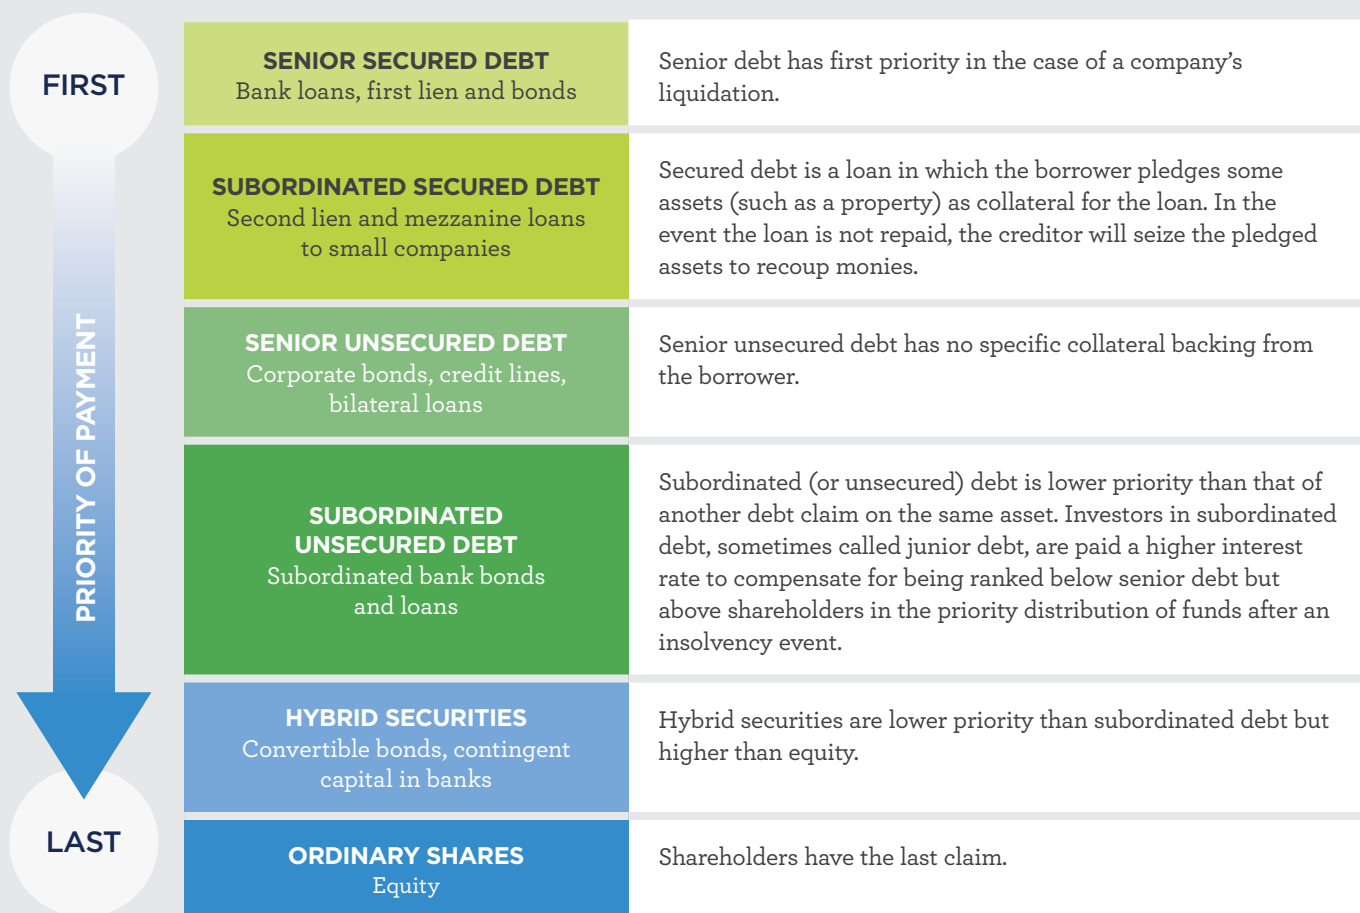 FIRST
PRIORITY OF PAYMENT
LAST
SENIOR SECURED DEBT
Bank loans, first lien and bonds
Senior debt has first priority in the case of a company’s
liquidation.
SUBORDINATED SECURED DEBT
Second lien and mezzanine loans
to small companies
Secured debt is a loan in which the borrower pledges some
assets (such as a property) as collateral for the loan. In the
event the loan is not repaid, the creditor will seize the pledged
assets to recoup monies.
SENIOR UNSECURED DEBT
Corporate bonds, credit lines,
bilateral loans
Senior unsecured debt has no specific collateral backing from
the borrower.
SUBORDINATED
UNSECURED DEBT
Subordinated bank bonds
and loans
Subordinated (or unsecured) debt is lower priority than that of
another debt claim on the same asset. Investors in subordinated
debt, sometimes called junior debt, are paid a higher interest
rate to compensate for being ranked below senior debt but
above shareholders in the priority distribution of funds after an
insolvency event.
HYBRID SECURITIES
Convertible bonds, contingent
capital in banks
Hybrid securities are lower priority than subordinated debt but
higher than equity.
ORDINARY SHARES
Equity
Shareholders have the last claim.